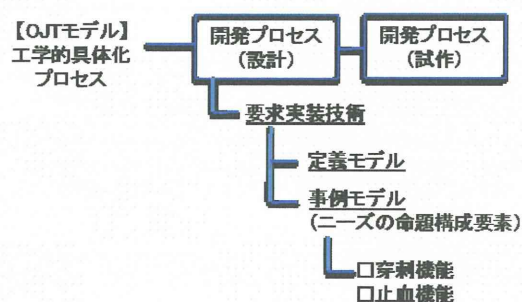 【OJTモデル】
工学的具体化
プロセス
開発プロセス
（設計）
開発プロセス
（試作）
要求実装技術
定義モデル
事例モデル
（ニーズの命題構成要素）
□穿刺機能
□止血機能